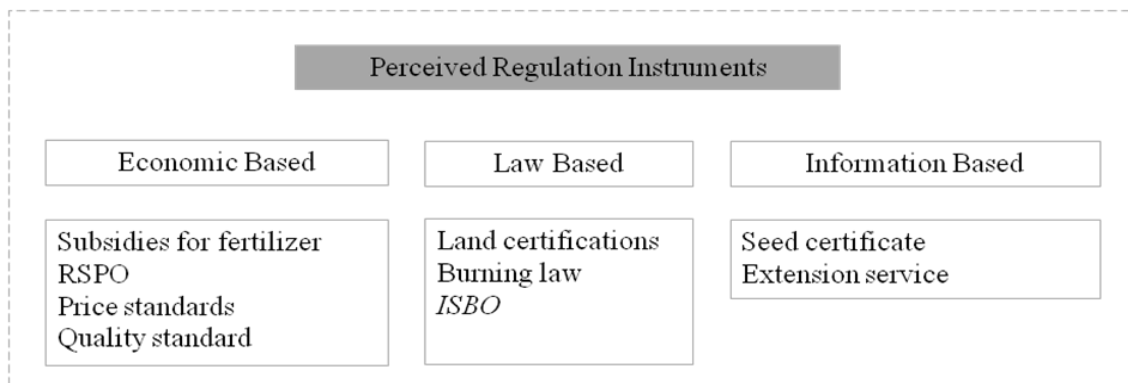 Perceived Regulation Instruments
Economic Based
Law Based
Information Based
Subsidies for fertilizer
RSPO
Price standards
Quality standard
Land certifications
Burning law
ISBO
Seed certificate
Extension service